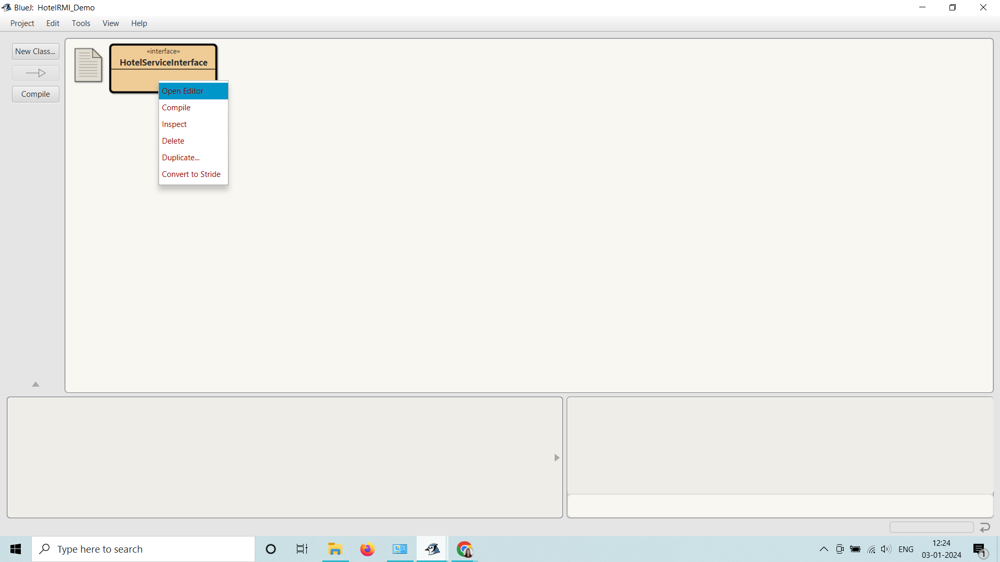 BlueJ: HotelRMI_Demo
Project Edit Tools View Help
New Class...
Compile
«interface»
HotelServiceInterface
Open Editor
Compile
Inspect
Delete
Duplicate...
Convert to Stride
Type here to search
ENG
12:24
03-01-2024
1